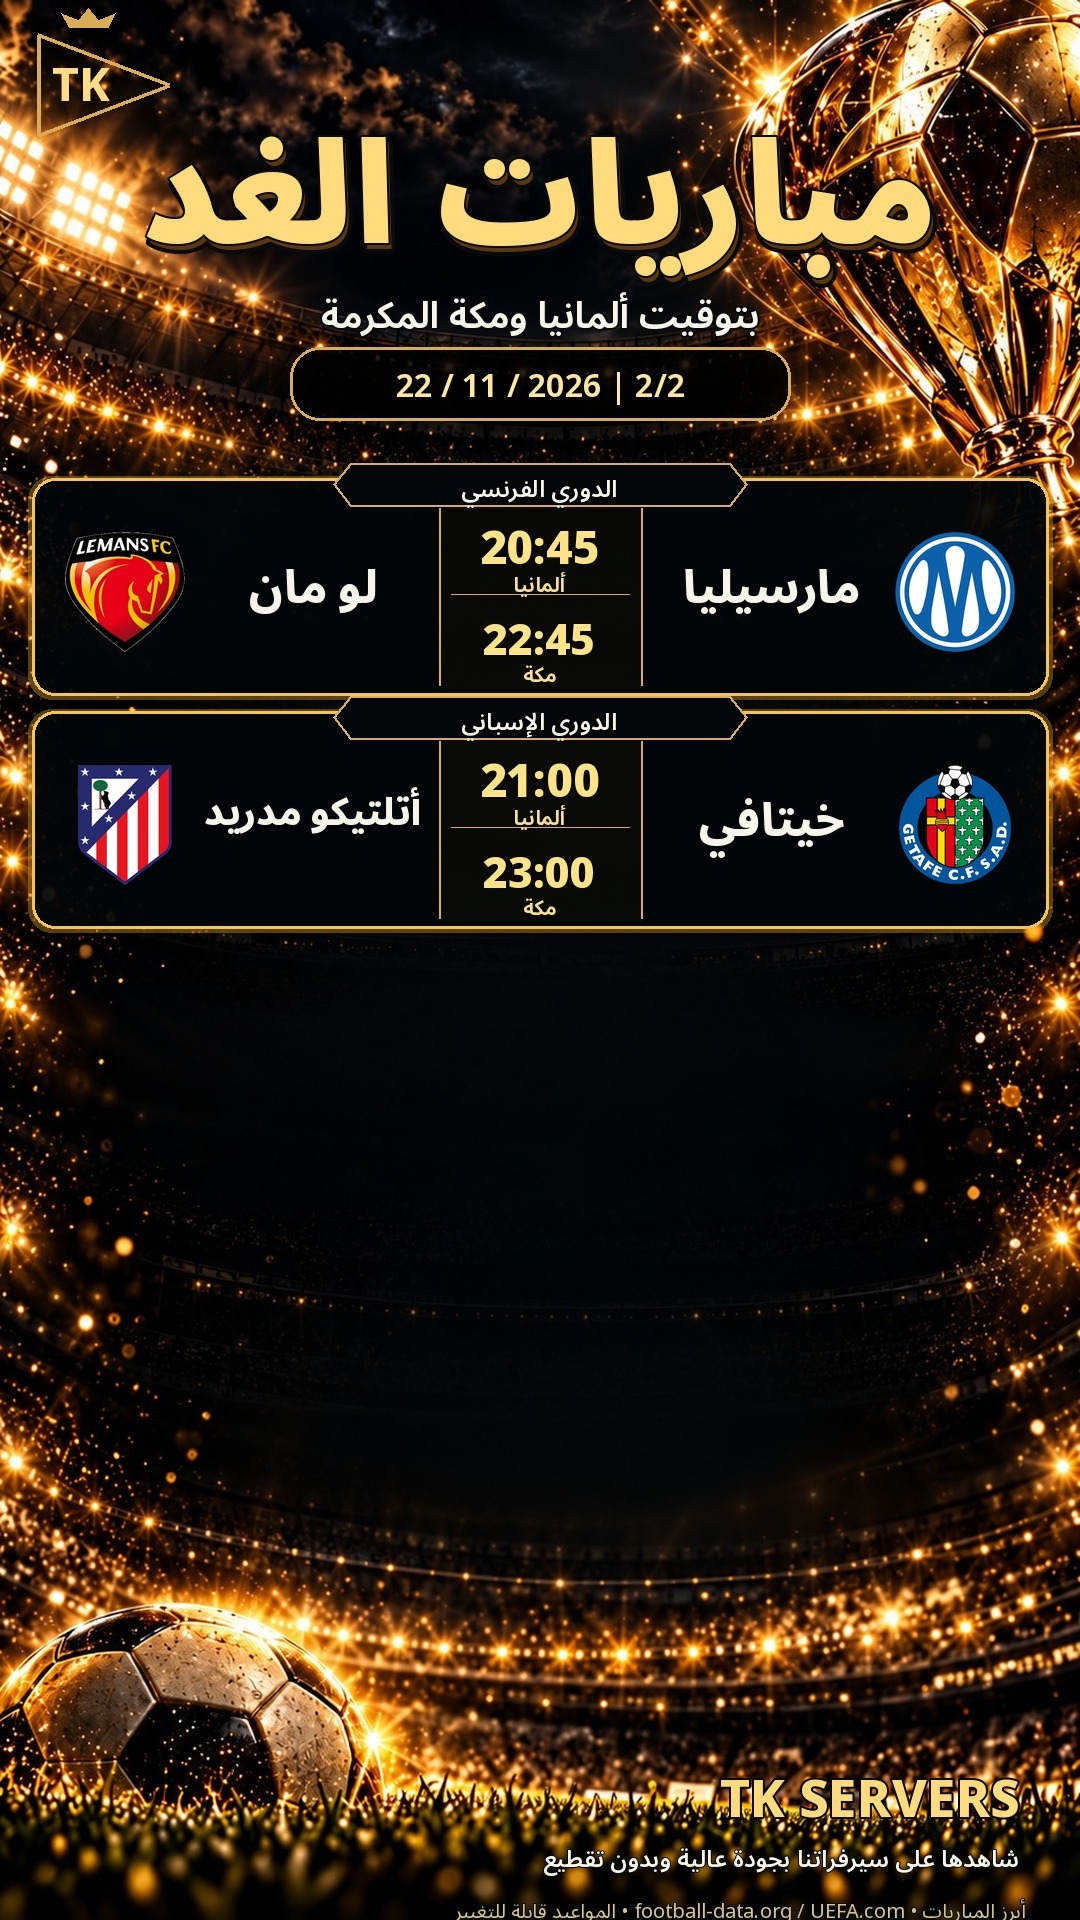 TK
مباريات الغد
بتوقيت ألمانيا ومكة المكرمة
22 / 11 / 2026 | 2/2
الدوري الفرنسي
مارسيليا
20:45
ألمانيا
22:45
مكة
لو مان
LEMANS FC
الدوري الإسباني
خيتافي
GETAFE C.F. S.A.D.
21:00
ألمانيا
23:00
مكة
أتلتيكو مدريد
TK SERVERS
شاهدها على سيرفراتنا بجودة عالية وبدون تقطيع
أبرز المباريات • football-data.org / UEFA.com • المواعيد قابلة للتغيير